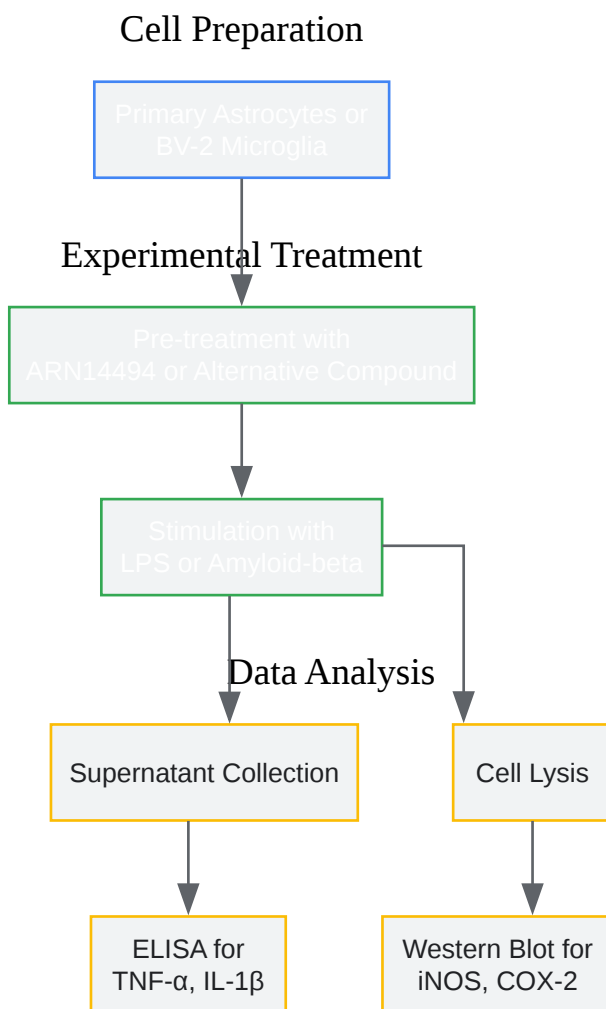 Cell Preparation
Primary Astrocytes or
BV-2 Microglia
Experimental Treatment
Pre-treatment with
ARN14494 or Alternative Compound
Stimulation with
LPS or Amyloid-beta
Data Analysis
Supernatant Collection
Cell Lysis
ELISA for
TNF-α, IL-1β
Western Blot for
iNOS, COX-2